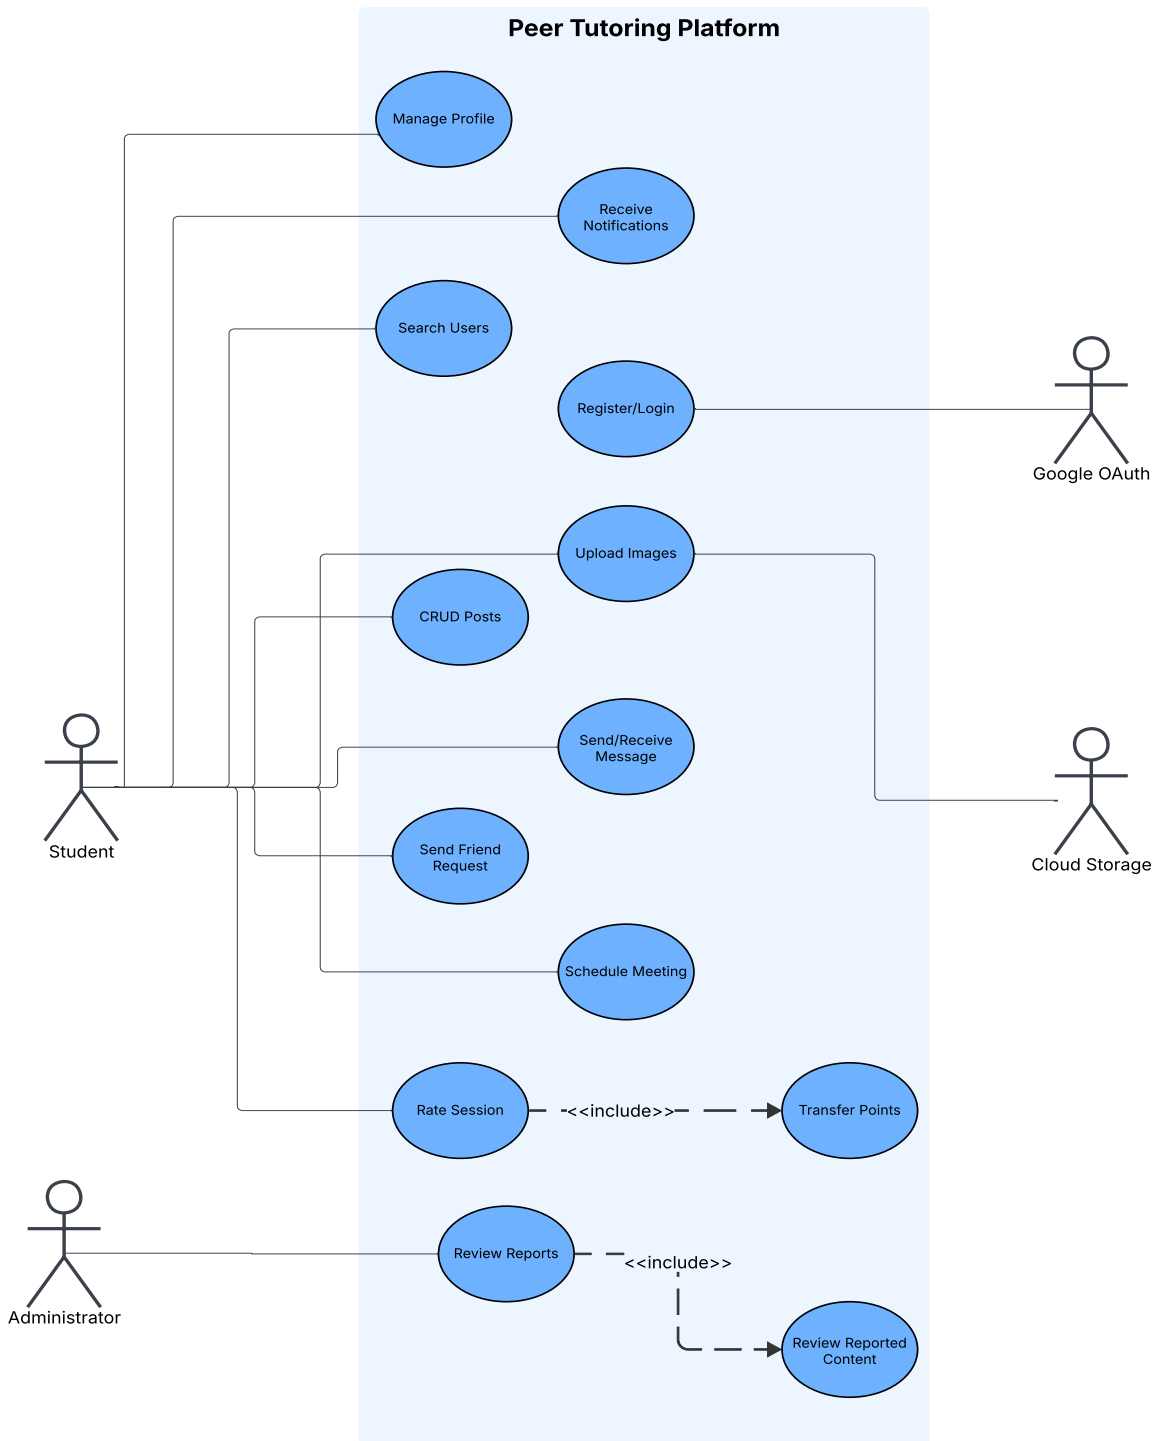 Peer Tutoring Platform
Manage Profile
Receive
Notifications
Search Users
Register/Login
Google OAuth
Upload Images
CRUD Posts
Send/Receive
Message
Student
Cloud Storage
Send Friend
Request
Schedule Meeting
Rate Session
<<include>>
Transfer Points
Review Reports
<<include>>
Administrator
Review Reported
Content